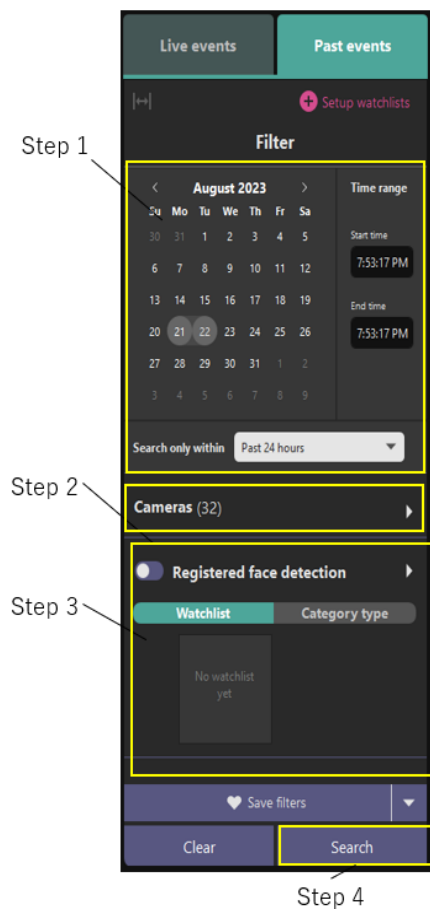 Live events Past events
Setup watchlists
Filter
Step 1
August 2023 Time range
Su Mo Tu We Th Fr Sa
30 31 1 2 3 4 5 Start time
6 7 8 9 10 11 12 7:53:17 PM
13 14 15 16 17 18 19 End time
20 21 22 23 24 25 26 7:53:17 PM
27 28 29 30 31 1 2
3 4 5 6 7 8 9
Search only within Past 24 hours
Step 2
Cameras (32)
Registered face detection
Step 3
Watchlist Category type
No watchlist
yet
Save filters
Clear Search
Step 4